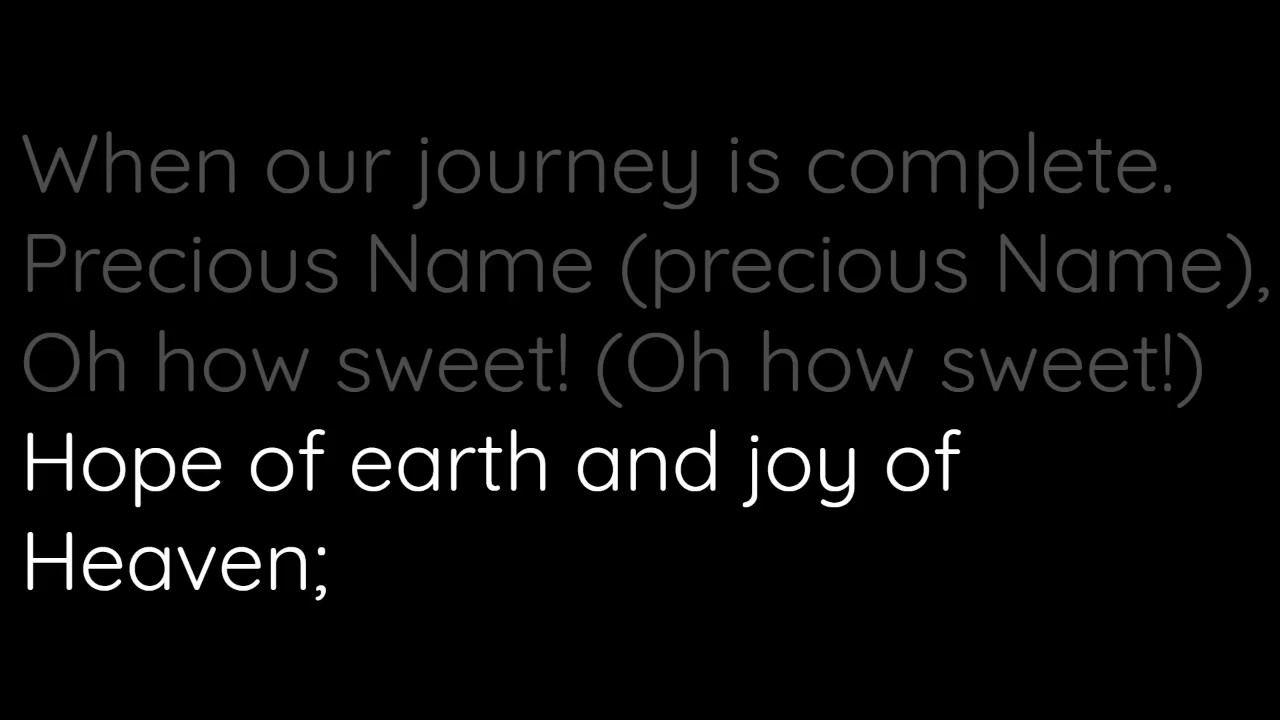 When our journey is complete.
Precious Name (precious Name),
Oh how sweet! (Oh how sweet!)
Hope of earth and joy of
Heaven;